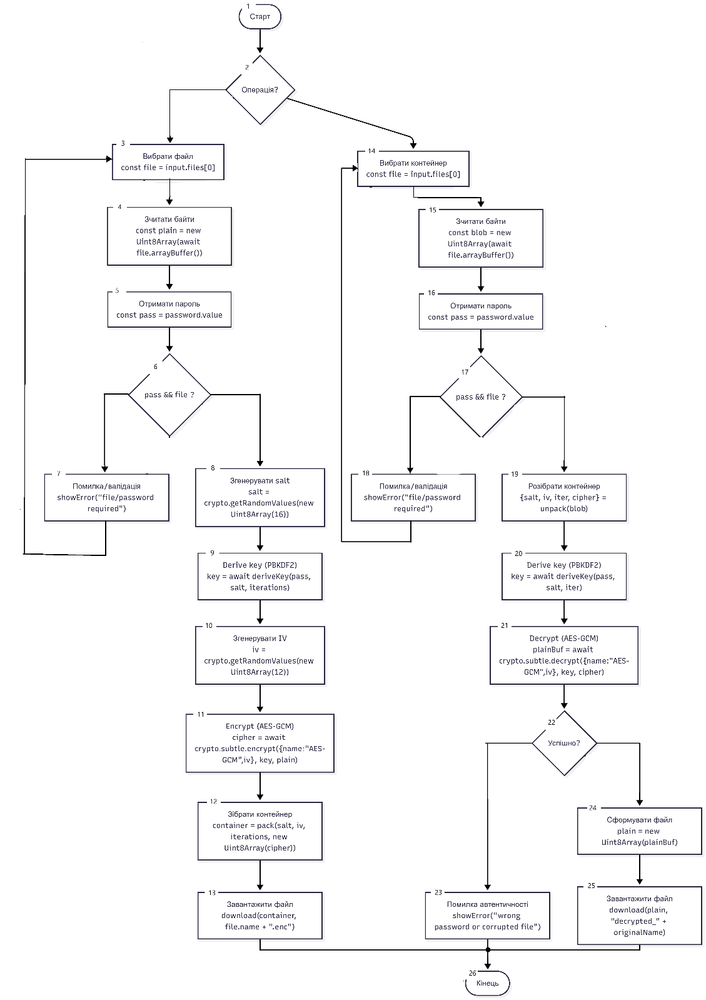 1
Старт
2
Операція?
3
Вибрати файл
const file = input.files[0]
4
Зчитати байти
const plain = new
Uint8Array(await
file.arrayBuffer())
5
Отримати пароль
const pass = password.value
6
pass && file ?
7
Помилка/валідація
showError("file/password
required")
8
Згенерувати salt
salt =
crypto.getRandomValues(new
Uint8Array(16))
9
Derive key (PBKDF2)
key = await deriveKey(pass,
salt, iterations)
10
Згенерувати IV
iv =
crypto.getRandomValues(new
Uint8Array(12))
11
Encrypt (AES-GCM)
cipher = await
crypto.subtle.encrypt({name:"AES-
GCM",iv}, key, plain)
12
Зібрати контейнер
container = pack(salt, iv,
iterations, new
Uint8Array(cipher))
13
Завантажити файл
download(container,
file.name + ".enc")
14
Вибрати контейнер
const file = input.files[0]
15
Зчитати байти
const blob = new
Uint8Array(await
file.arrayBuffer())
16
Отримати пароль
const pass = password.value
17
pass && file ?
18
Помилка/валідація
showError("file/password
required")
19
Розібрати контейнер
{salt, iv, iter, cipher} =
unpack(blob)
20
Derive key (PBKDF2)
key = await deriveKey(pass,
salt, iter)
21
Decrypt (AES-GCM)
plainBuf = await
crypto.subtle.decrypt({name:"AES-
GCM",iv}, key, cipher)
22
Успішно?
23
Помилка автентичності
showError("wrong
password or corrupted file")
24
Сформувати файл
plain = new
Uint8Array(plainBuf)
25
Завантажити файл
download(plain,
"decrypted_" +
originalName)
26
Кінець